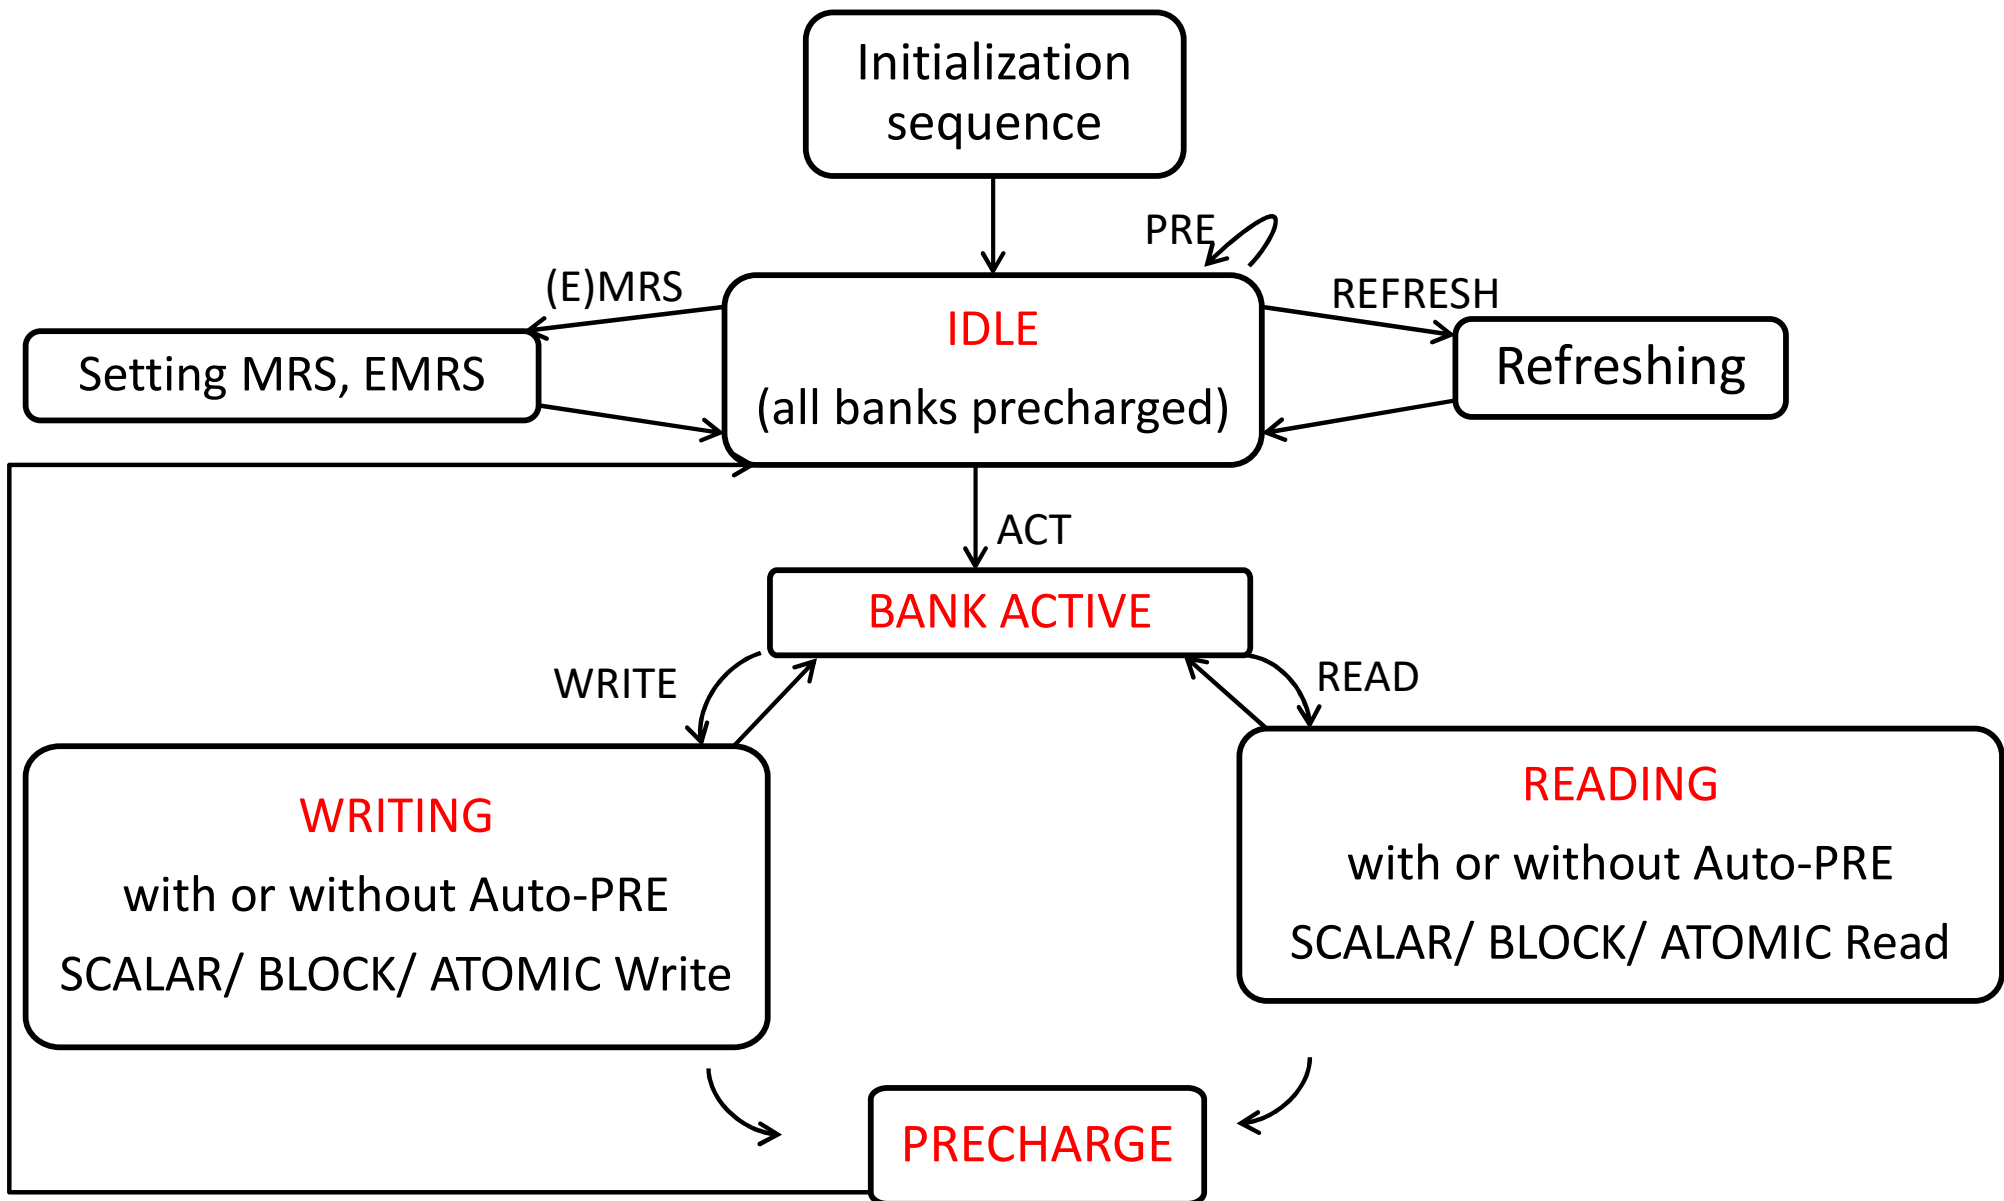 Initialization
sequence
PRE
(E)MRS
REFRESH
IDLE
(all banks precharged)
Setting MRS, EMRS
Refreshing
ACT
BANK ACTIVE
WRITE
READ
WRITING
with or without Auto-PRE
SCALAR/ BLOCK/ ATOMIC Write
READING
with or without Auto-PRE
SCALAR/ BLOCK/ ATOMIC Read
PRECHARGE